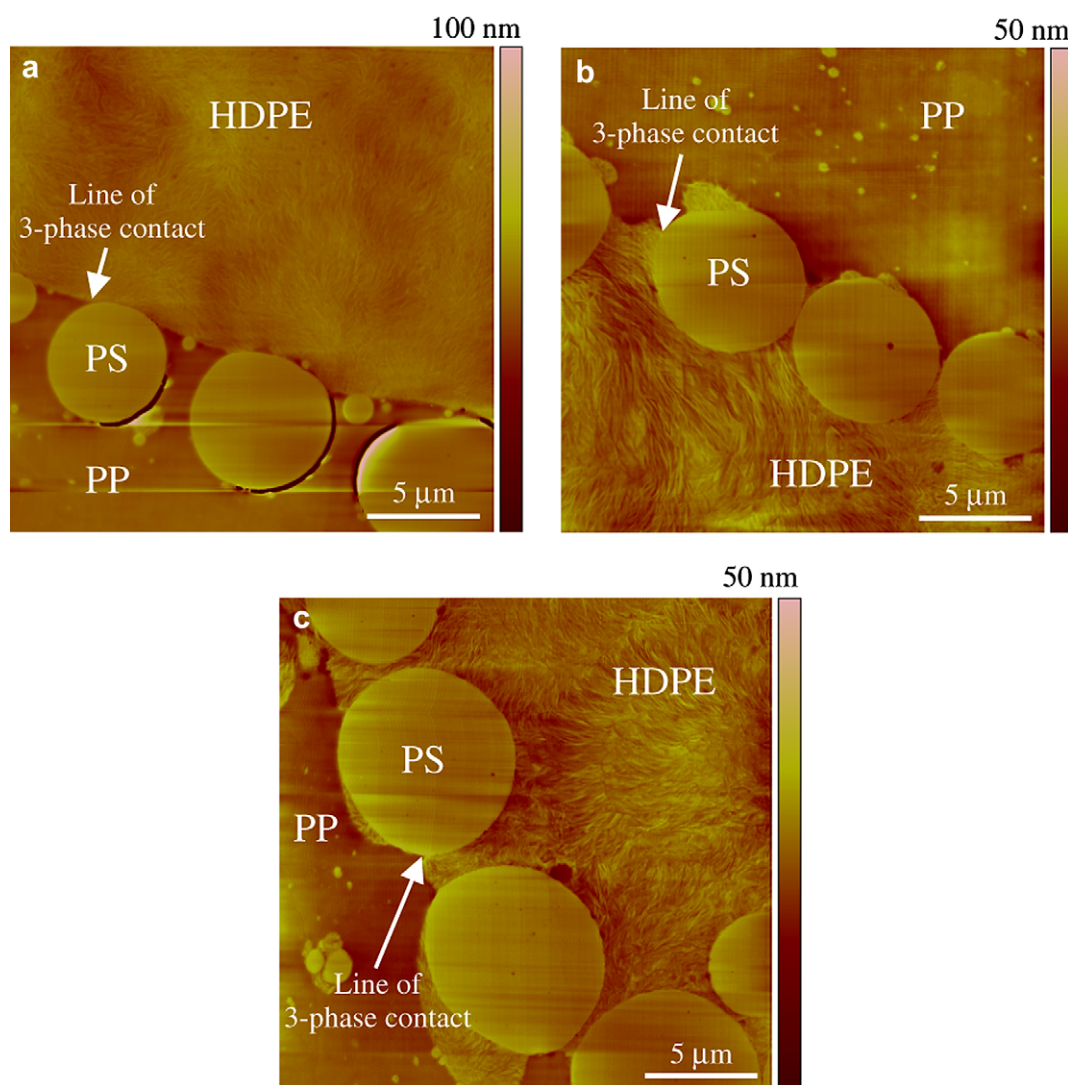 100 nm
a
HDPE
Line of
3-phase contact
PS
PP
5 μm
50 nm
b
Line of
3-phase contact
PP
PS
HDPE
5 μm
50 nm
c
HDPE
PS
PP
Line of
3-phase contact
5 μm